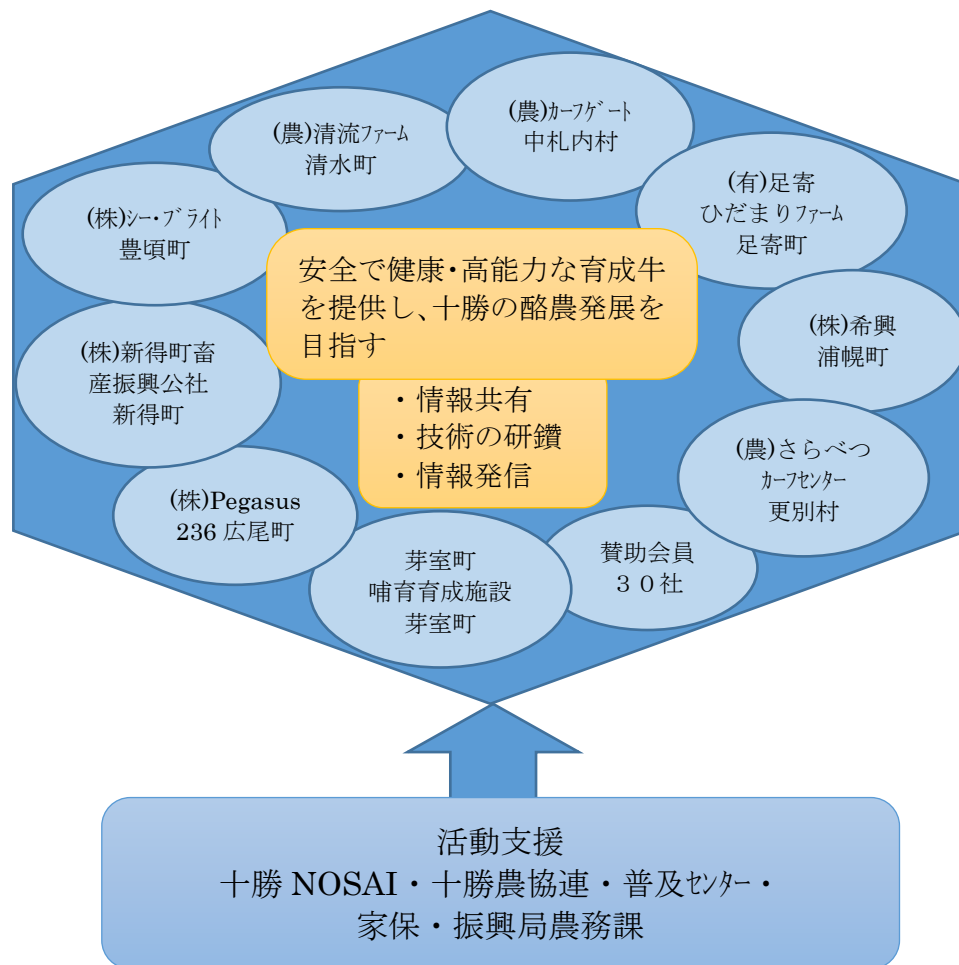 (農)カーフゲート
中札内村
(農)清流ファーム
清水町
(有)足寄
ひだまりファーム
足寄町
(株)シー・ブライト
豊頃町
安全で健康・高能力な育成牛
を提供し、十勝の酪農発展を
目指す
(株)希興
浦幌町
(株)新得町畜
産振興公社
新得町
・情報共有
・技術の研鑽
・情報発信
(農)さらべつ
カーフセンター
更別村
(株)Pegasus
236 広尾町
芽室町
哺育育成施設
芽室町
賛助会員
３０社
活動支援
十勝 NOSAI・十勝農協連・普及センター・
家保・振興局農務課